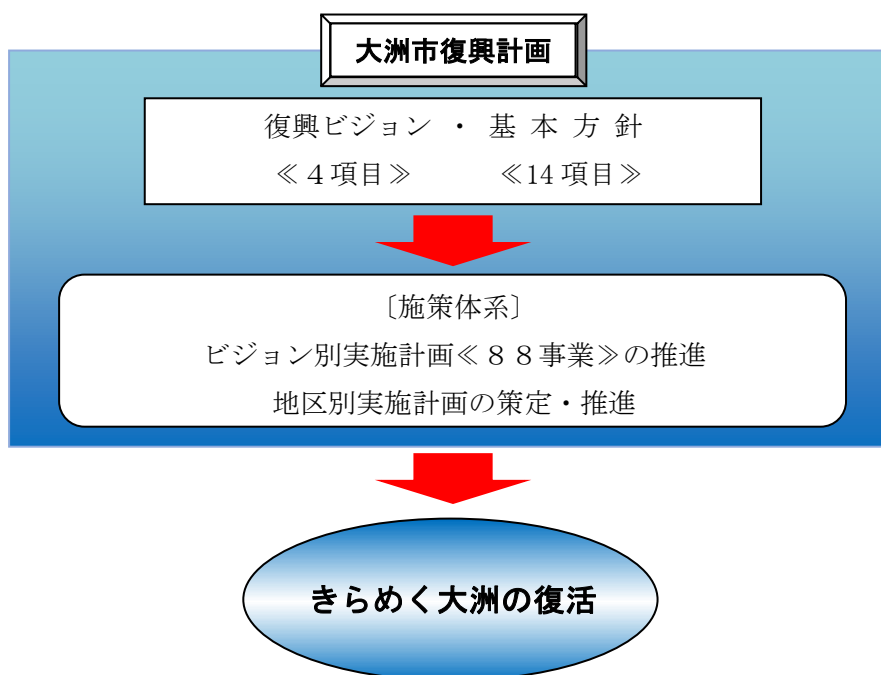 大洲市復興計画
復興ビジョン ・ 基 本 方 針
≪４項目≫ ≪14 項目≫
〔施策体系〕
ビジョン別実施計画≪８８事業≫の推進
地区別実施計画の策定・推進
きらめく大洲の復活